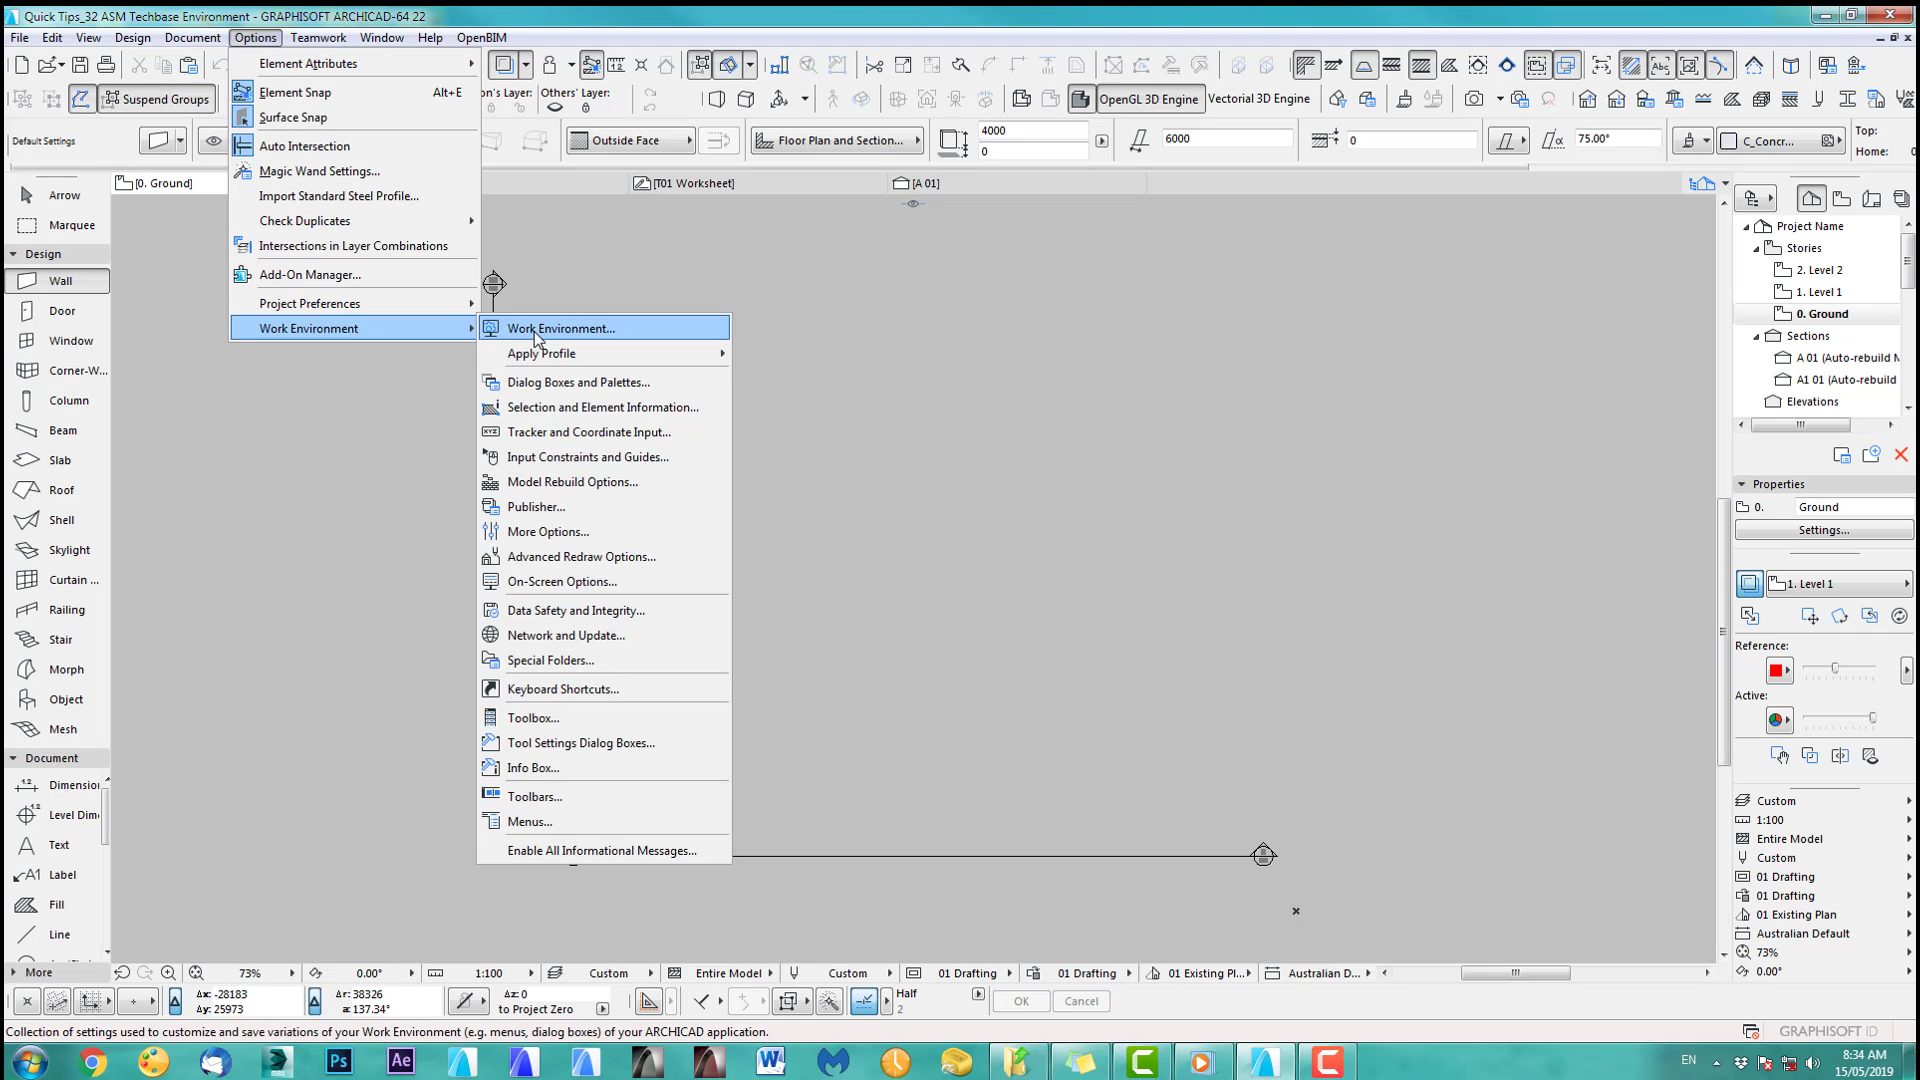 Quick Tips_32 ASM Techbase Environment - GRAPHISOFT ARCHICAD-64 22
File Edit View Design Document Options Teamwork Window Help OpenBIM
Suspend Groups
on's Layer: Others' Layer:
OpenGL 3D Engine Vectorial 3D Engine
Default Settings
Outside Face
Floor Plan and Section...
4000
0
6000
0
75.00°
C_Concr...
Top:
Home:
[0. Ground]
[T01 Worksheet]
[A 01]
Arrow
Marquee
Design
Wall
Door
Window
Corner-W...
Column
Beam
Slab
Roof
Shell
Skylight
Curtain ...
Railing
Stair
Morph
Object
Mesh
Document
Dimension
Level Dim
Text
A1 Label
Fill
Line
More
Element Attributes
Element Snap Alt+E
Surface Snap
Auto Intersection
Magic Wand Settings...
Import Standard Steel Profile...
Check Duplicates
Intersections in Layer Combinations
Add-On Manager...
Project Preferences
Work Environment
Work Environment...
Apply Profile
Dialog Boxes and Palettes...
Selection and Element Information...
Tracker and Coordinate Input...
Input Constraints and Guides...
Model Rebuild Options...
Publisher...
More Options...
Advanced Redraw Options...
On-Screen Options...
Data Safety and Integrity...
Network and Update...
Special Folders...
Keyboard Shortcuts...
Toolbox...
Tool Settings Dialog Boxes...
Info Box...
Toolbars...
Menus...
Enable All Informational Messages...
Project Name
Stories
2. Level 2
1. Level 1
0. Ground
Sections
A 01 (Auto-rebuild M
A1 01 (Auto-rebuild
Elevations
Properties
0. Ground
Settings...
1. Level 1
Reference:
Active:
Custom
1:100
Entire Model
Custom
01 Drafting
01 Drafting
01 Existing Plan
Australian Default
73%
0.00°
73% 0.00° 1:100 Custom Entire Model Custom 01 Drafting 01 Drafting 01 Existing Pl... Australian D...
Δx: -28183
Δy: 25973
Δr: 38326
a: 137.34°
Δz: 0
to Project Zero
Half
2
OK Cancel
Collection of settings used to customize and save variations of your Work Environment (e.g. menus, dialog boxes) of your ARCHICAD application.
GRAPHISOFT ID
Ps Ae W
EN
8:34 AM
15/05/2019